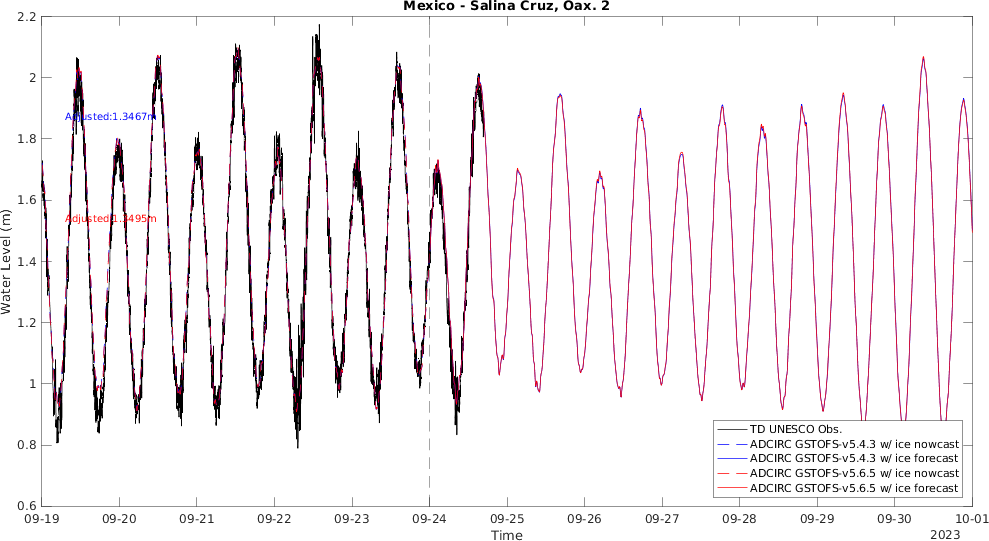 Mexico - Salina Cruz, Oax. 2
Water Level (m)
2.2
2
1.8
1.6
1.4
1.2
1
0.8
0.6
Adjusted:1.3467m
Adjusted:1.3495m
TD UNESCO Obs.
ADCIRC GSTOFS-v5.4.3 w/ ice nowcast
ADCIRC GSTOFS-v5.4.3 w/ ice forecast
ADCIRC GSTOFS-v5.6.5 w/ ice nowcast
ADCIRC GSTOFS-v5.6.5 w/ ice forecast
09-19 09-20 09-21 09-22 09-23 09-24 09-25 09-26 09-27 09-28 09-29 09-30 10-01
Time
2023